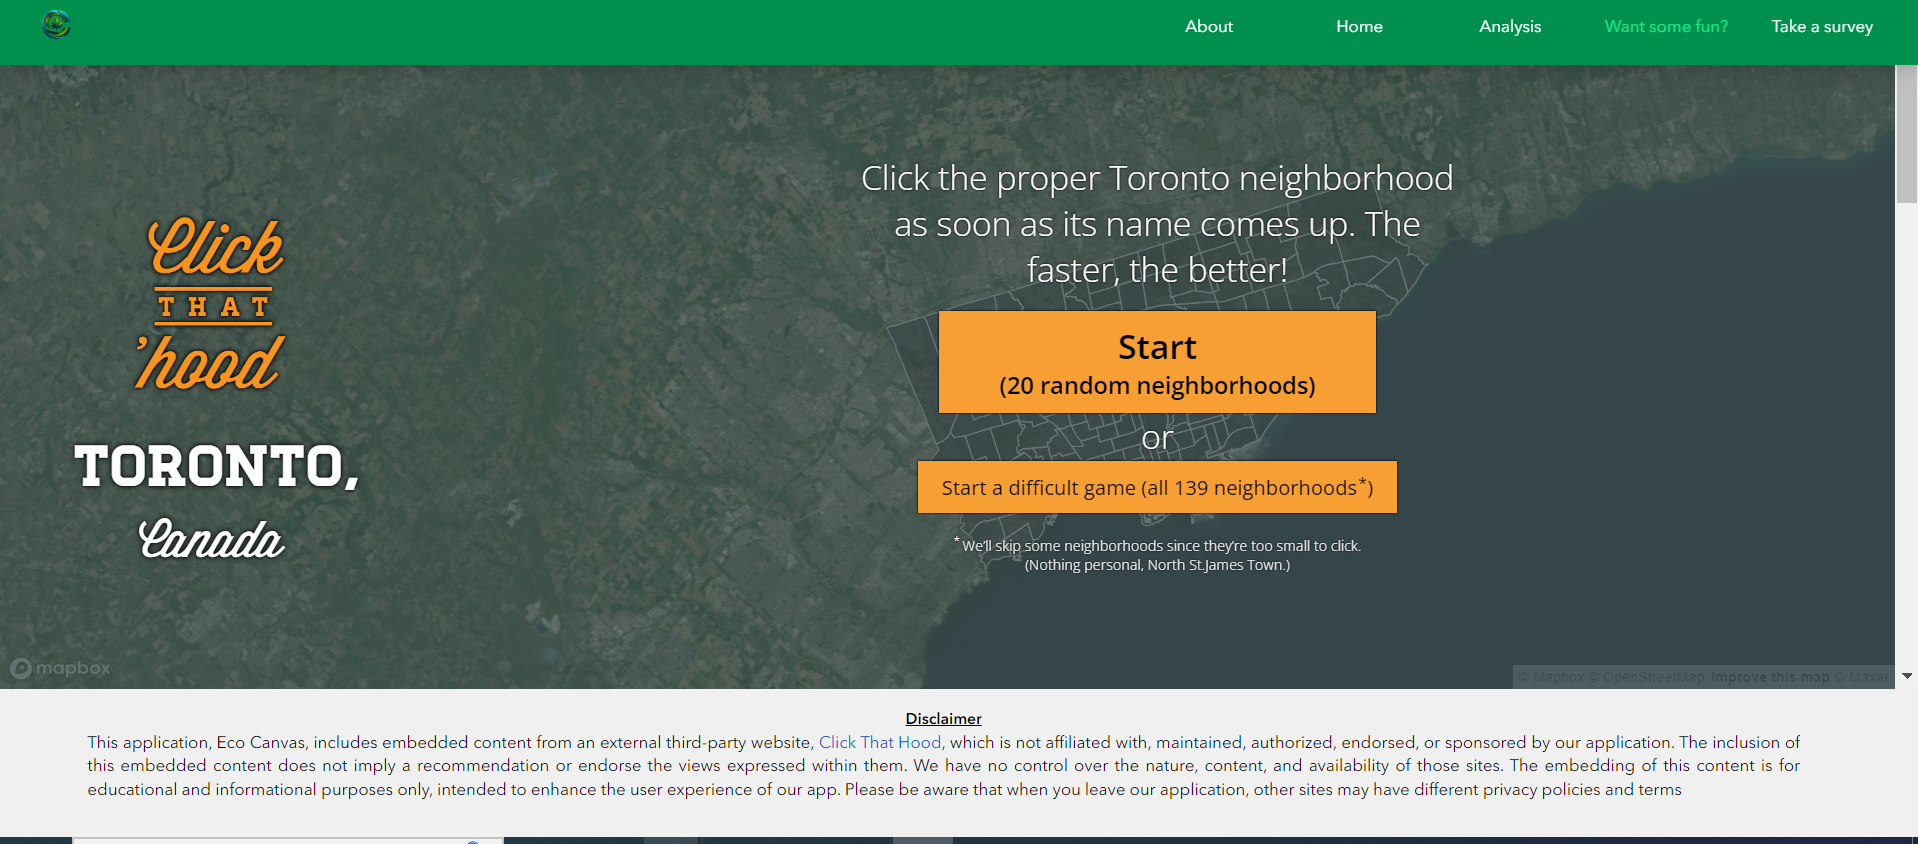 About Home Analysis Want some fun? Take a survey
Click
THAT
'hood
TORONTO,
Canada
Click the proper Toronto neighborhood
as soon as its name comes up. The
faster, the better!
Start
(20 random neighborhoods)
or
Start a difficult game (all 139 neighborhoods*)
* We'll skip some neighborhoods since they're too small to click.
(Nothing personal, North St.James Town.)
mapbox
© Mapbox © OpenStreetMap Improve this map © Maxar
Disclaimer
This application, Eco Canvas, includes embedded content from an external third-party website, Click That Hood, which is not affiliated with, maintained, authorized, endorsed, or sponsored by our application. The inclusion of
this embedded content does not imply a recommendation or endorse the views expressed within them. We have no control over the nature, content, and availability of those sites. The embedding of this content is for
educational and informational purposes only, intended to enhance the user experience of our app. Please be aware that when you leave our application, other sites may have different privacy policies and terms